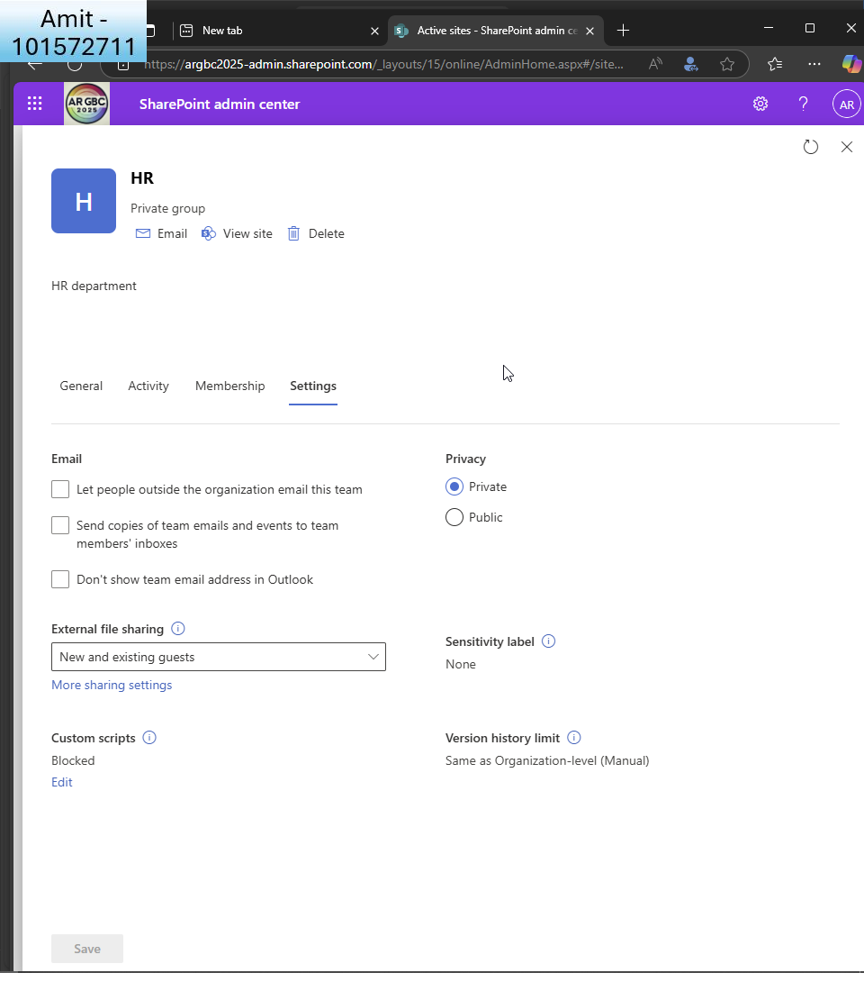 Amit -
101572711
New tab
Active sites - SharePoint admin ce
https://argbc2025-admin.sharepoint.com/_layouts/15/online/AdminHome.aspx#/site...
AR GBC
2025
SharePoint admin center
?
AR
H
HR
Private group
Email
View site
Delete
HR department
General
Activity
Membership
Settings
Email
Let people outside the organization email this team
Send copies of team emails and events to team
members' inboxes
Don't show team email address in Outlook
Privacy
Private
Public
External file sharing
New and existing guests
More sharing settings
Sensitivity label
None
Custom scripts
Blocked
Edit
Version history limit
Same as Organization-level (Manual)
Save